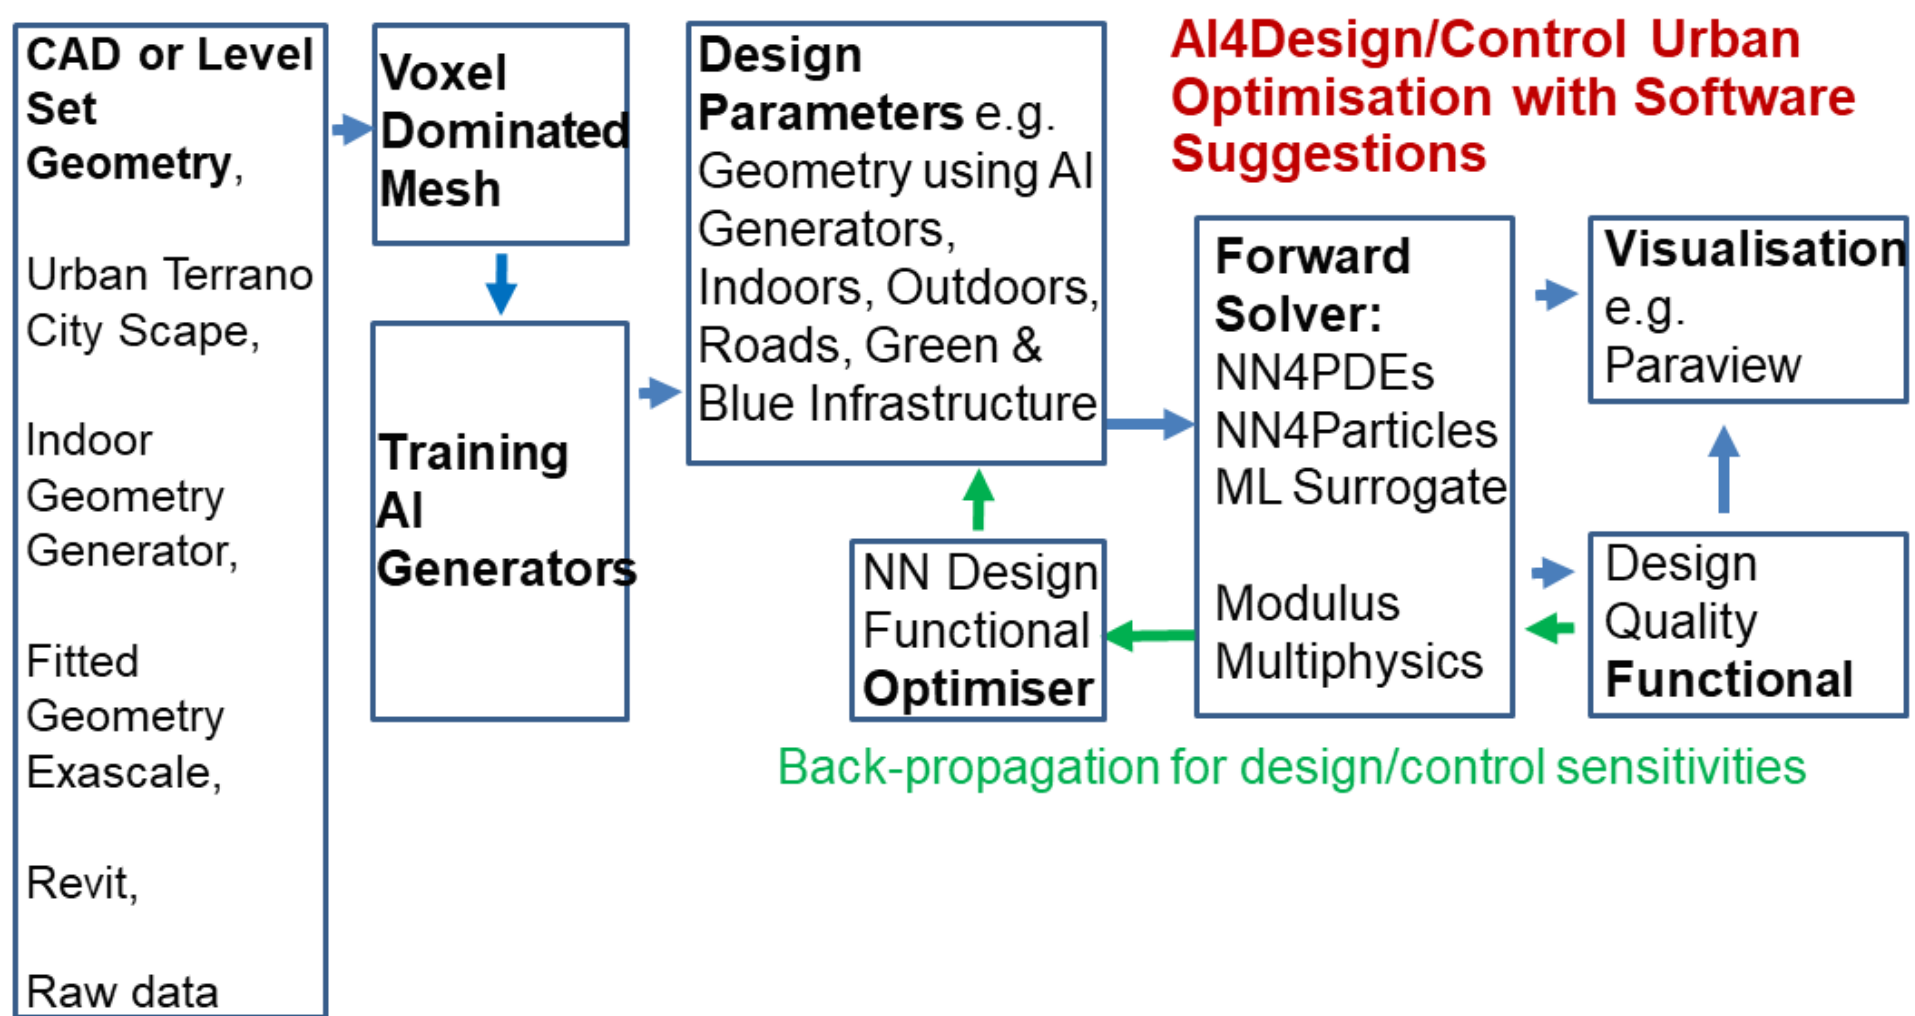 CAD or Level
Set
Geometry,
Urban Terrano
City Scape,
Indoor
Geometry
Generator,
Fitted
Geometry
Exascale,
Revit,
Raw data
Voxel
Dominated
Mesh
Training
AI
Generators
Design
Parameters e.g.
Geometry using AI
Generators,
Indoors, Outdoors,
Roads, Green &
Blue Infrastructure
NN Design
Functional
Optimiser
AI4Design/Control Urban
Optimisation with Software
Suggestions
Forward
Solver:
NN4PDEs
NN4Particles
ML Surrogate
Modulus
Multiphysics
Visualisation
e.g.
Paraview
Design
Quality
Functional
Back-propagation for design/control sensitivities